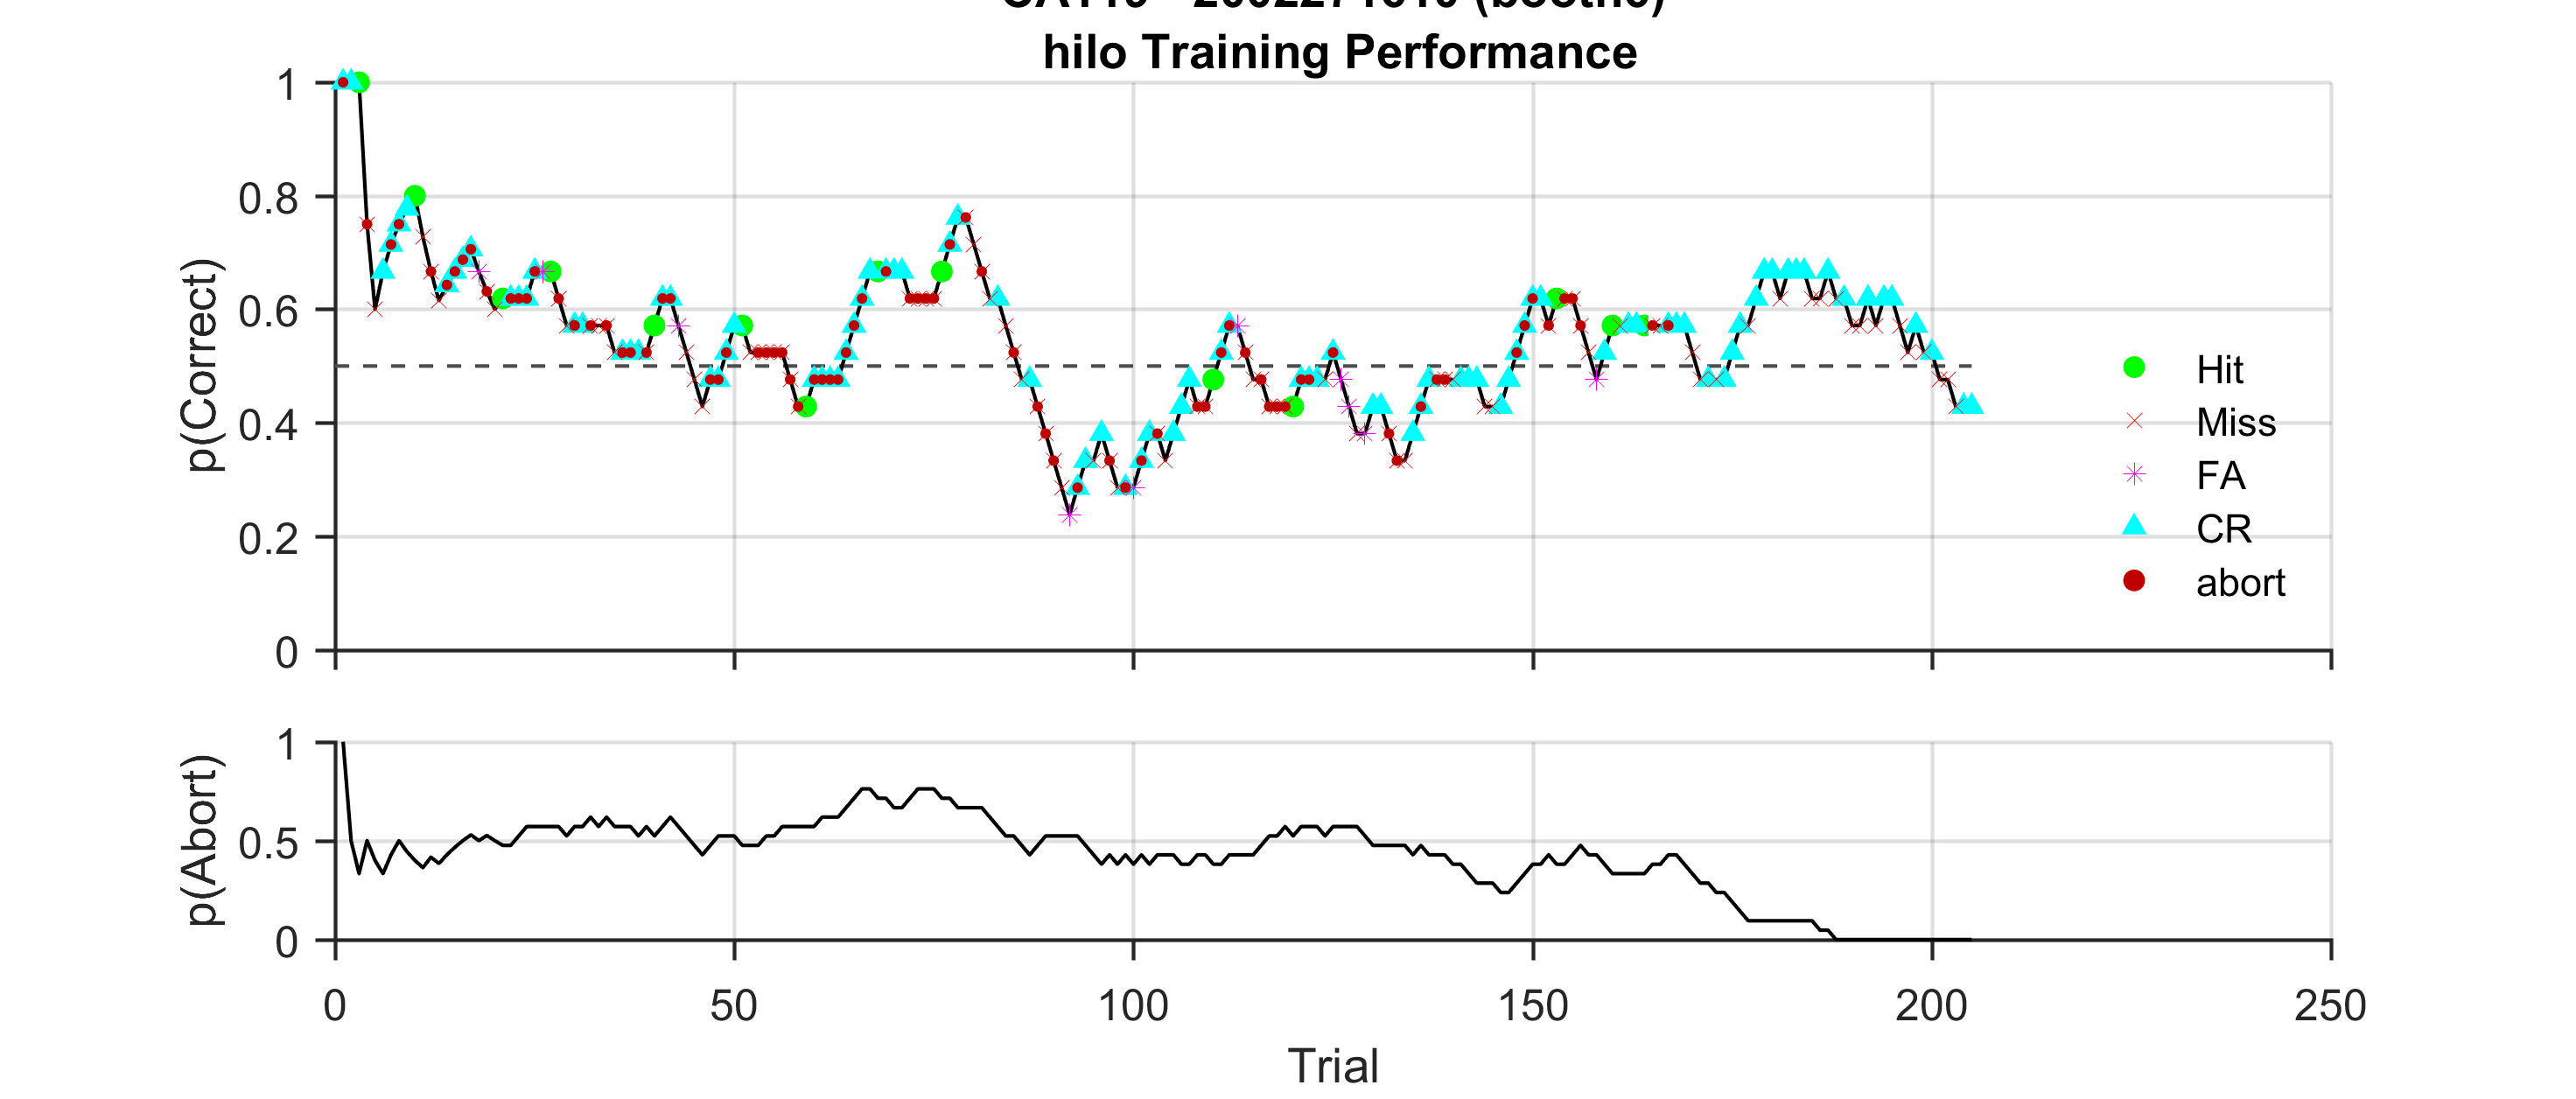 hilo Training Performance
1
0.8
0.6
0.4
0.2
0
p(Correct)
Hit
Miss
FA
CR
abort
1
0.5
0
p(Abort)
0 50 100 150 200 250
Trial